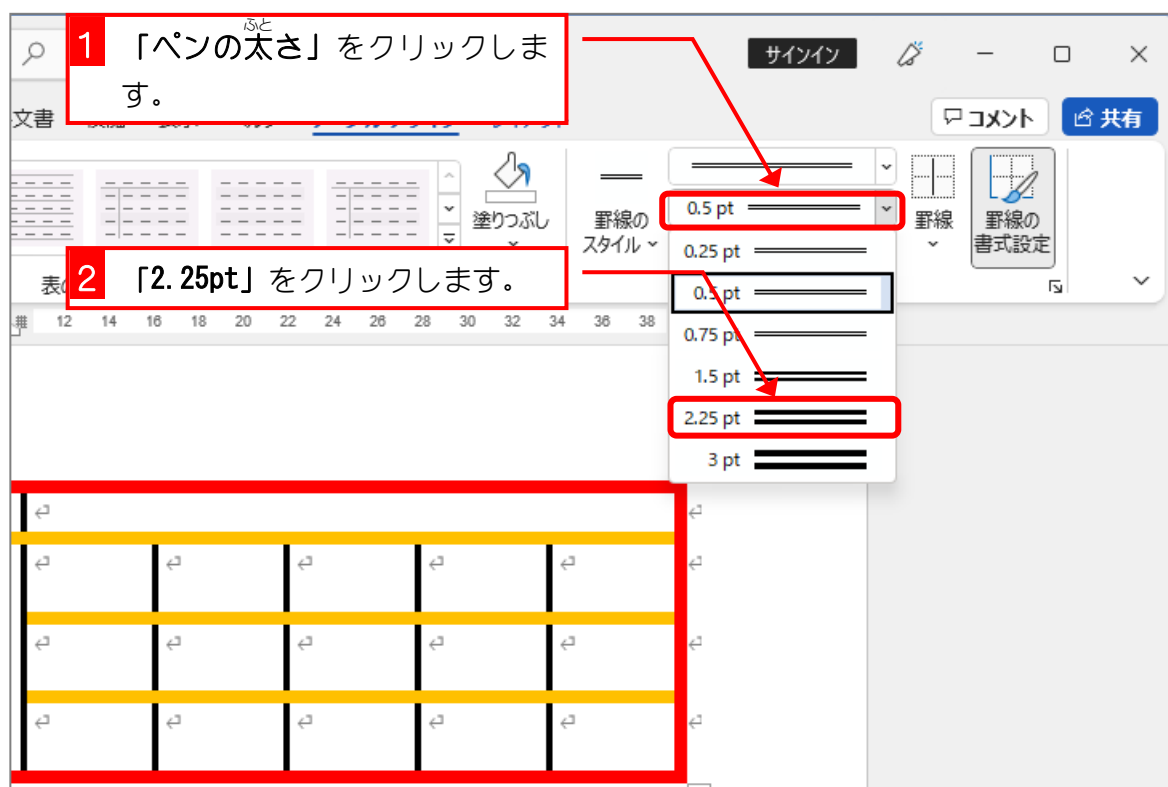 1 「ペンの太さ」をクリックしま
ふと
す。
サインイン
文書
コメント
共有
塗りつぶし
罫線の
スタイル
0.5 pt
罫線
罫線の
書式設定
2 「2.25pt」をクリックします。
0.25 pt
0.5 pt
0.75 pt
1.5 pt
2.25 pt
3 pt
表の
12 14 16 18 20 22 24 26 28 30 32 34 36 38